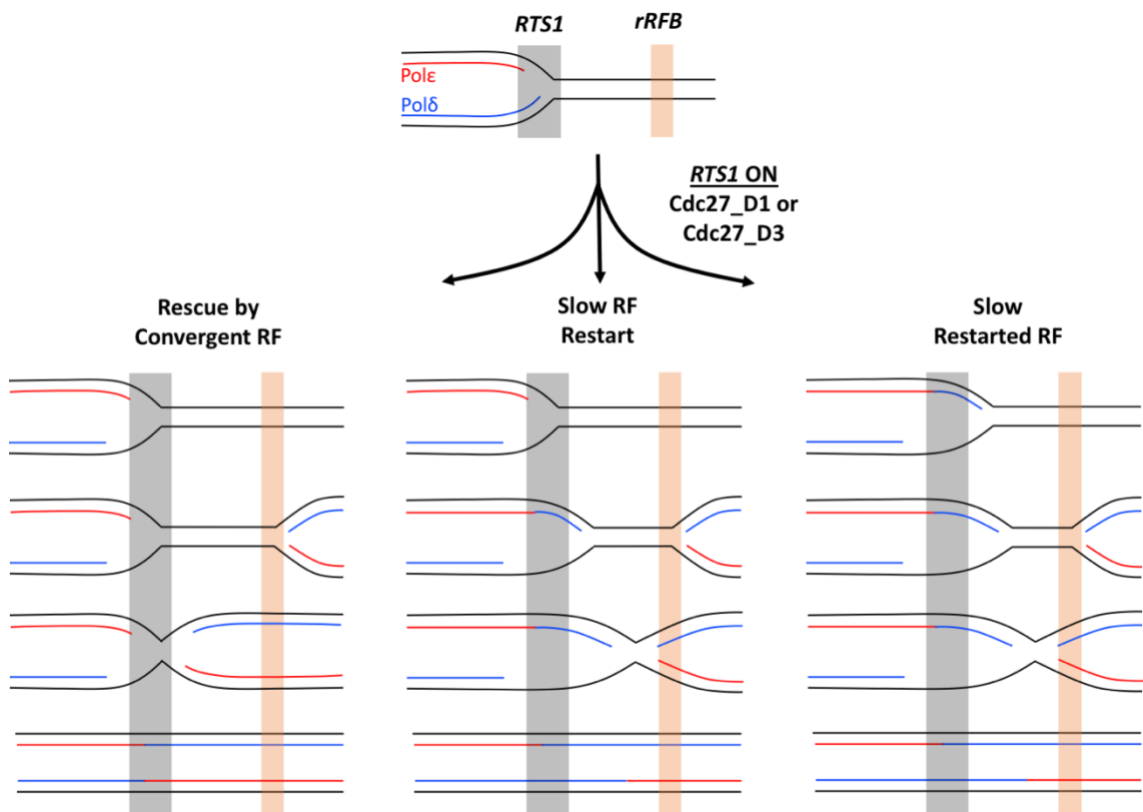 RTS1 rRFB
Polε
Polδ
RTS1 ON
Cdc27_D1 or
Cdc27_D3
Rescue by
Convergent RF
Slow RF
Restart
Slow
Restarted RF